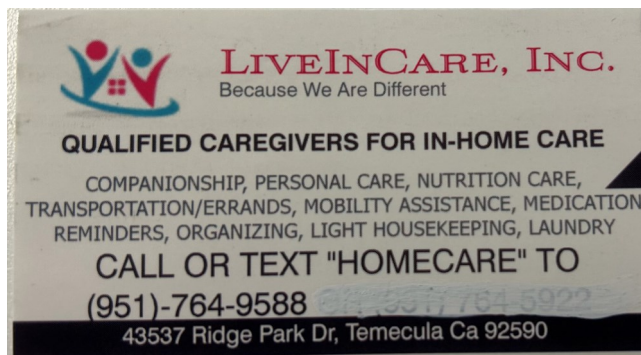 LIVEINCARE, INC.
Because We Are Different
QUALIFIED CAREGIVERS FOR IN-HOME CARE
COMPANIONSHIP, PERSONAL CARE, NUTRITION CARE,
TRANSPORTATION/ERRANDS, MOBILITY ASSISTANCE, MEDICATION
REMINDERS, ORGANIZING, LIGHT HOUSEKEEPING, LAUNDRY
CALL OR TEXT "HOMECARE" TO
(951)-764-9588
43537 Ridge Park Dr, Temecula Ca 92590